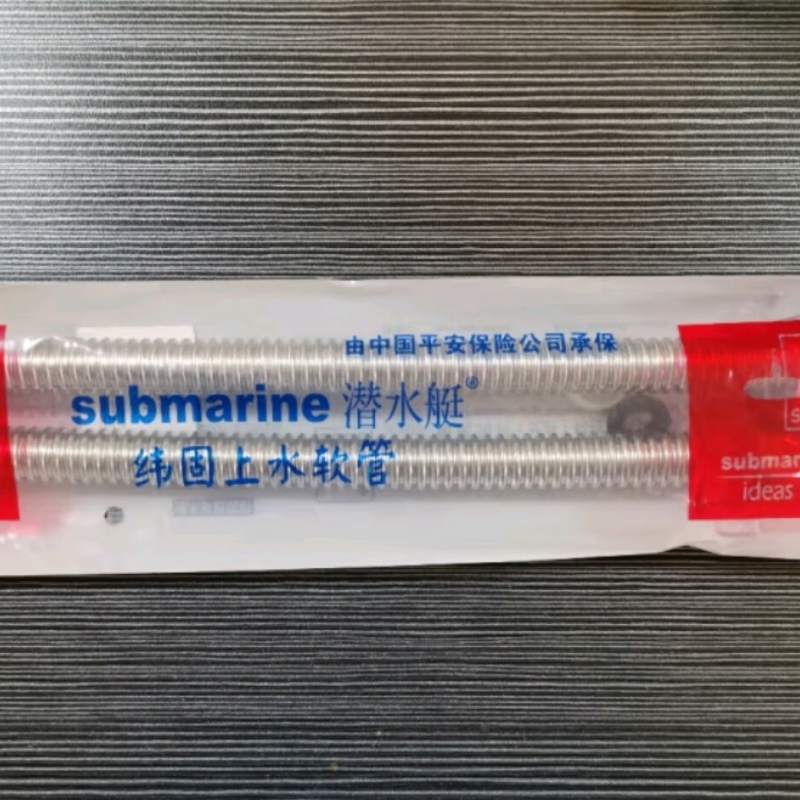 由中国平安保险公司承保
submarine 潜水艇®
纬固上水软管
submar
ideas